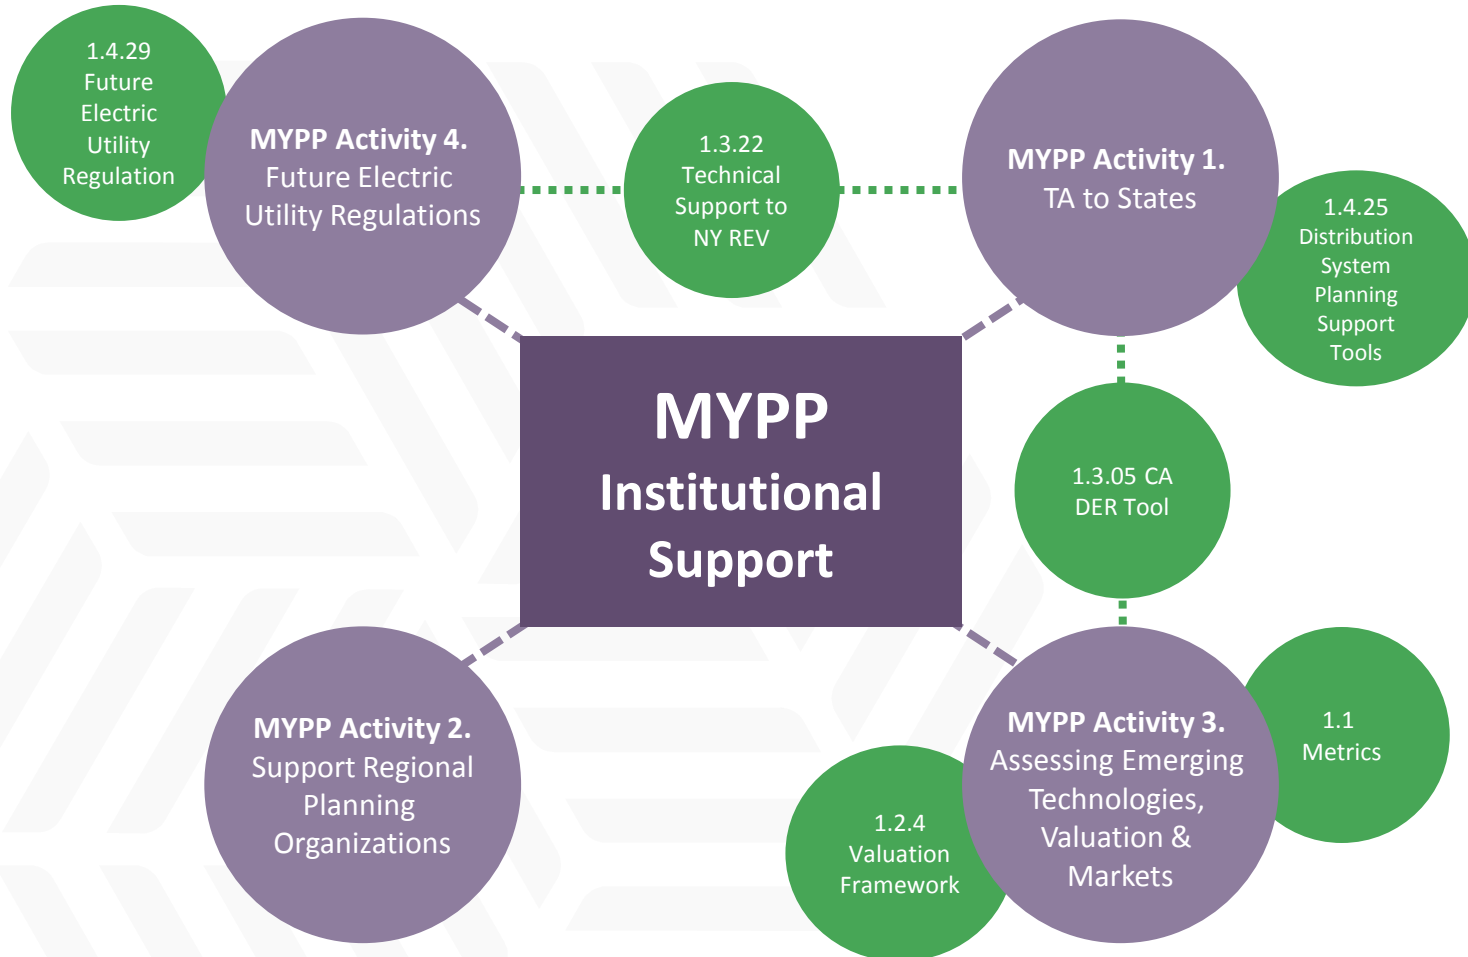 1.4.29
Future
Electric
Utility
Regulation
MYPP Activity 4.
Future Electric
Utility Regulations
1.3.22
Technical
Support to
NY REV
MYPP Activity 1.
TA to States
1.4.25
Distribution
System
Planning
Support
Tools
MYPP
Institutional
Support
1.3.05 CA
DER Tool
MYPP Activity 2.
Support Regional
Planning
Organizations
1.2.4
Valuation
Framework
MYPP Activity 3.
Assessing Emerging
Technologies,
Valuation &
Markets
1.1
Metrics